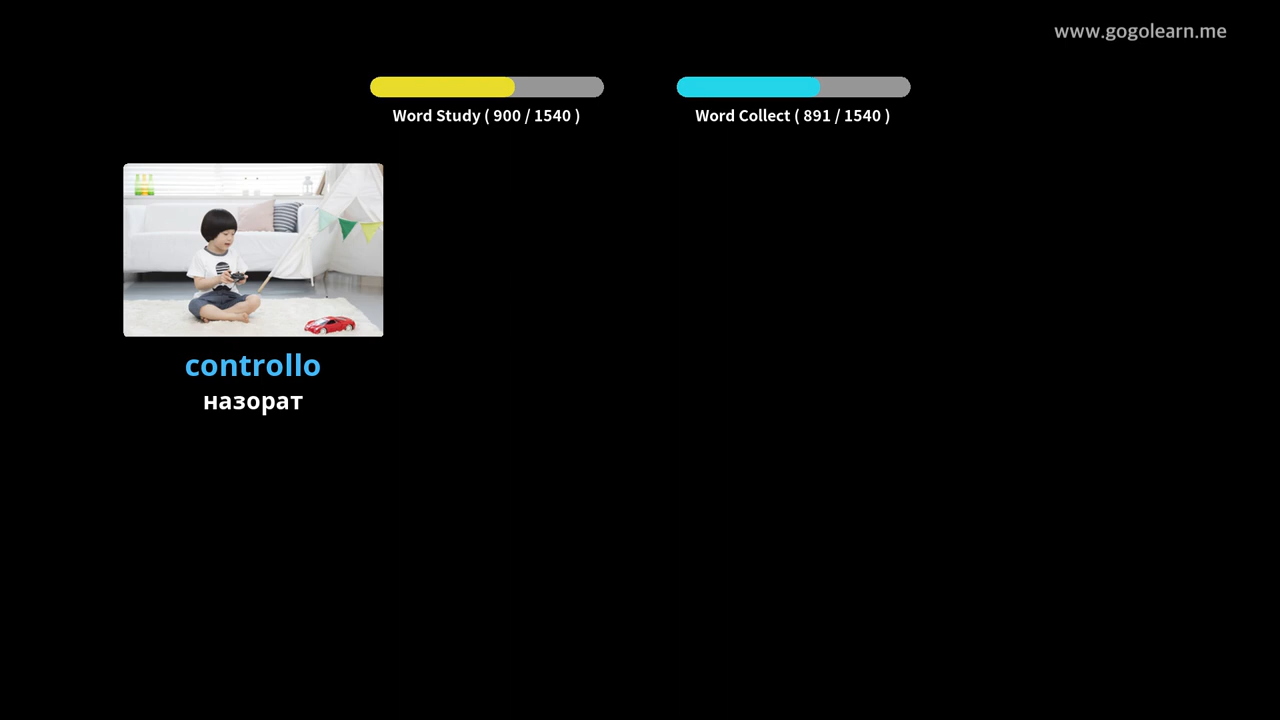 www.gogolearn.me
Word Study ( 900 / 1540 )
Word Collect ( 891 / 1540 )
controllo
назорат